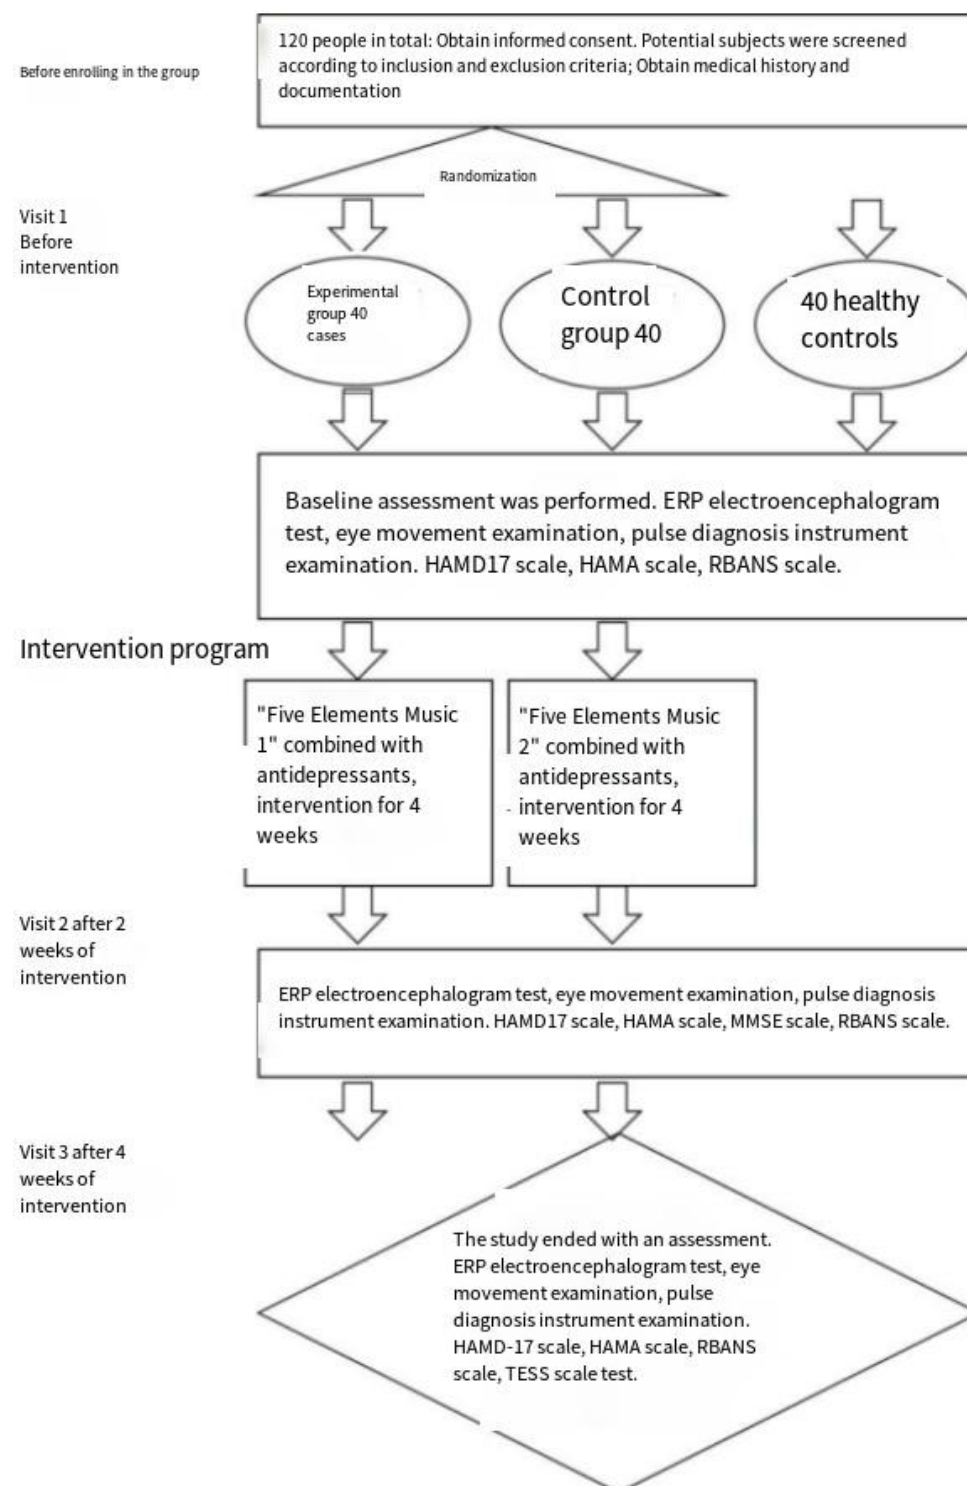 120 people in total: Obtain informed consent. Potential subjects were screened
according to inclusion and exclusion criteria; Obtain medical history and
documentation
Before enrolling in the group
Randomization
Visit 1
Before
intervention
Experimental
group 40
cases
Control
group 40
40 healthy
controls
Baseline assessment was performed. ERP electroencephalogram
test, eye movement examination, pulse diagnosis instrument
examination. HAMD17 scale, HAMA scale, RBANS scale.
Intervention program
"Five Elements Music
1" combined with
antidepressants,
intervention for 4
weeks
"Five Elements Music
2" combined with
antidepressants,
intervention for 4
weeks
Visit 2 after 2
weeks of
intervention
ERP electroencephalogram test, eye movement examination, pulse diagnosis
instrument examination. HAMD17 scale, HAMA scale, MMSE scale, RBANS scale.
Visit 3 after 4
weeks of
intervention
The study ended with an assessment.
ERP electroencephalogram test, eye
movement examination, pulse
diagnosis instrument examination.
HAMD-17 scale, HAMA scale, RBANS
scale, TESS scale test.